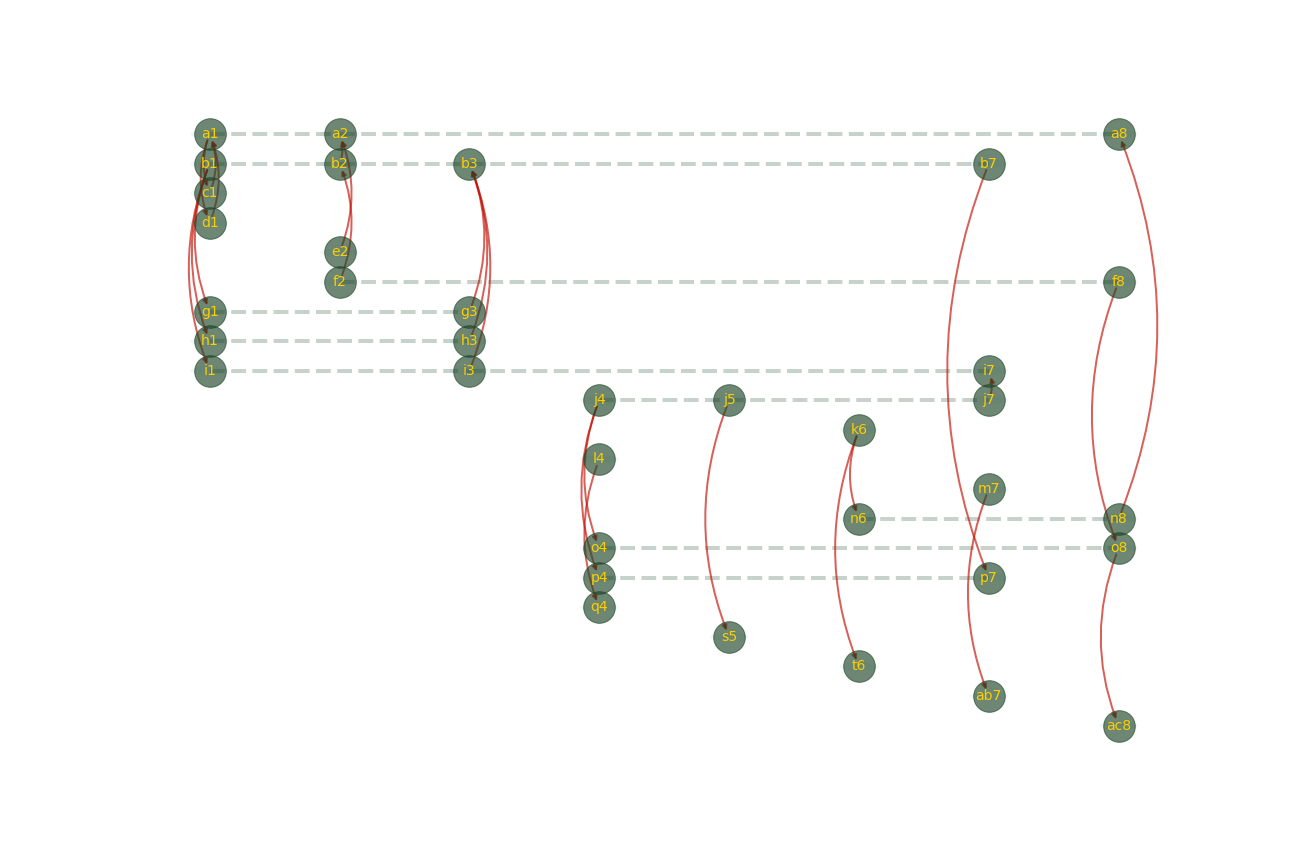 a1 a2 a8
b1 b2 b3 b7
c1
d1
e2
f2 f8
g1 g3
h1 h3
i1 i3 i7
j4 j5 j7
k6
l4
m7
n6 n8
o4 o8
p4 p7
q4
s5
t6
ab7
ac8